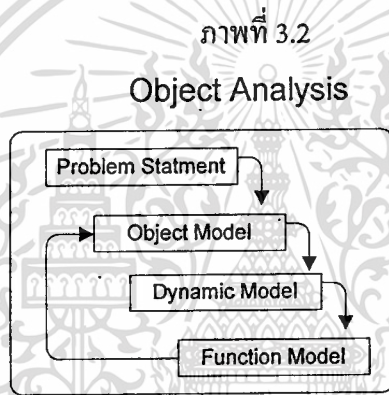 ภาพที่ 3.2
Object Analysis
Problem Statment
Object Model
Dynamic Model
Function Model